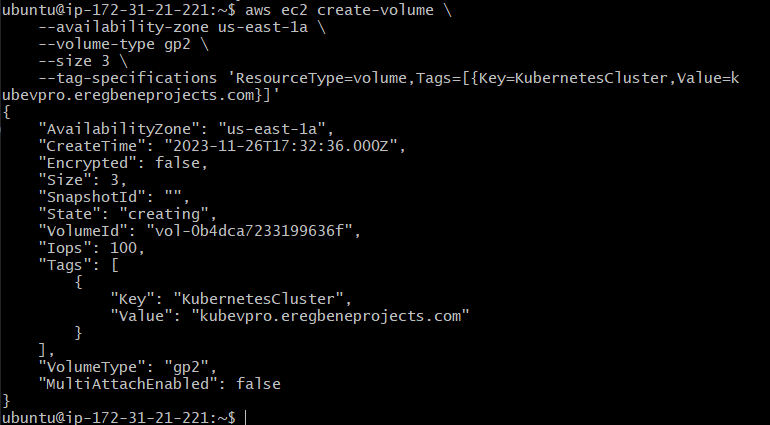 ubuntu@ip-172-31-21-221:~$ aws ec2 create-volume \
    --availability-zone us-east-1a \
    --volume-type gp2 \
    --size 3 \
    --tag-specifications 'ResourceType=volume,Tags=[{Key=KubernetesCluster,Value=k
ubevpro.eregbeneprojects.com}]'
{
    "AvailabilityZone": "us-east-1a",
    "CreateTime": "2023-11-26T17:32:36.000Z",
    "Encrypted": false,
    "Size": 3,
    "SnapshotId": "",
    "State": "creating",
    "VolumeId": "vol-0b4dca7233199636f",
    "Iops": 100,
    "Tags": [
        {
            "Key": "KubernetesCluster",
            "Value": "kubevpro.eregbeneprojects.com"
        }
    ],
    "VolumeType": "gp2",
    "MultiAttachEnabled": false
}
ubuntu@ip-172-31-21-221:~$